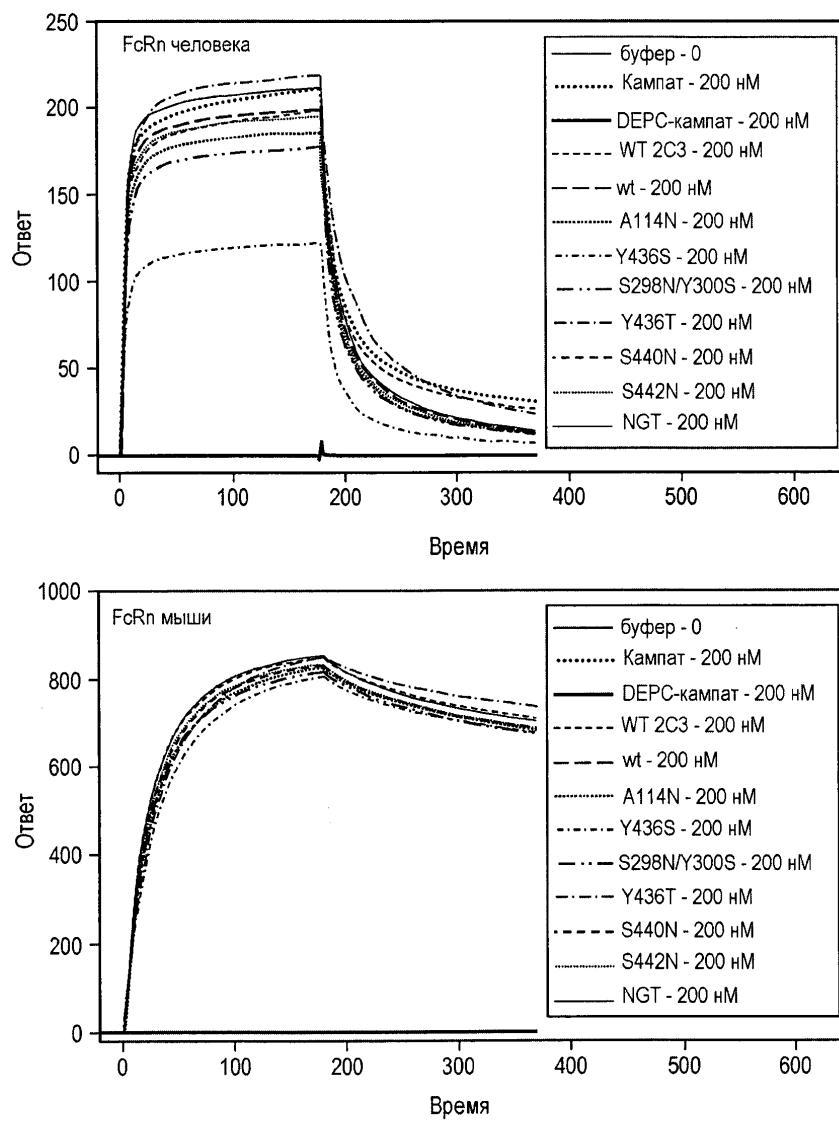 250
200
150
100
50
0
Ответ
FcRn человека
буфер - 0
Кампат - 200 нМ
DEPC-кампат - 200 нМ
WT 2C3 - 200 нМ
wt - 200 нМ
A114N - 200 нМ
Y436S - 200 нМ
S298N/Y300S - 200 нМ
Y436T - 200 нМ
S440N - 200 нМ
S442N - 200 нМ
NGT - 200 нМ
0 100 200 300 400 500 600
Время
1000
800
600
400
200
0
Ответ
FcRn мыши
буфер - 0
Кампат - 200 нМ
DEPC-кампат - 200 нМ
WT 2C3 - 200 нМ
wt - 200 нМ
A114N - 200 нМ
Y436S - 200 нМ
S298N/Y300S - 200 нМ
Y436T - 200 нМ
S440N - 200 нМ
S442N - 200 нМ
NGT - 200 нМ
0 100 200 300 400 500 600
Время